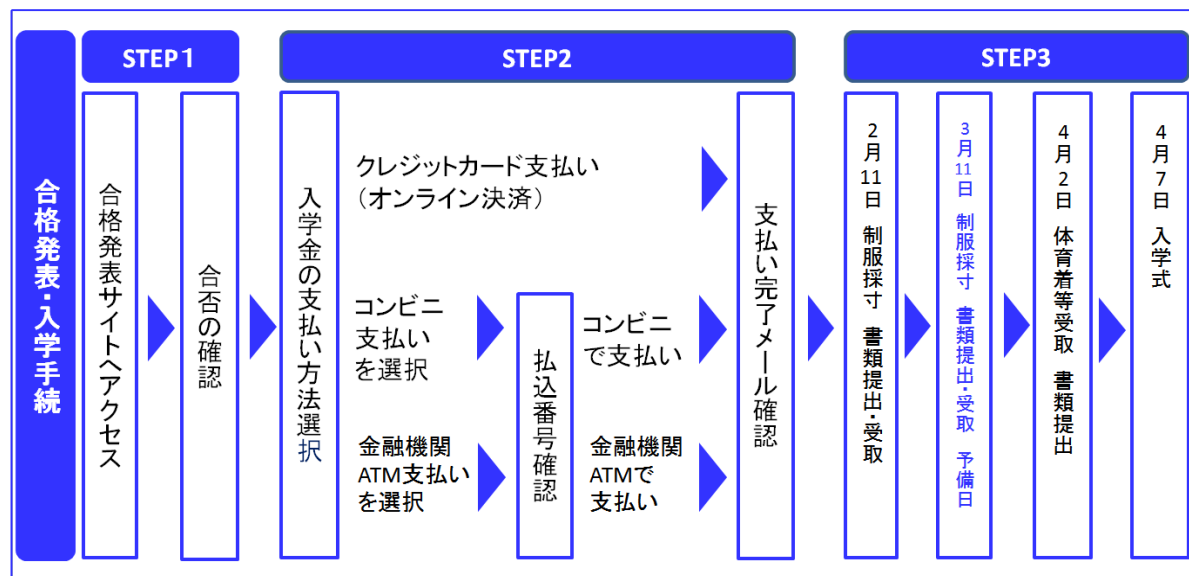 合格発表・入学手続
STEP1
合格発表サイトへアクセス
合否の確認
STEP2
入学金の支払い方法選択
クレジットカード支払い
（オンライン決済）
コンビニ
支払い
を選択
金融機関
ATM支払い
を選択
払込番号確認
コンビニ
で支払い
金融機関
ATMで
支払い
支払い完了メール確認
STEP3
2月11日 制服採寸 書類提出・受取
3月11日 制服採寸 書類提出・受取 予備日
4月2日 体育着等受取 書類提出
4月7日 入学式